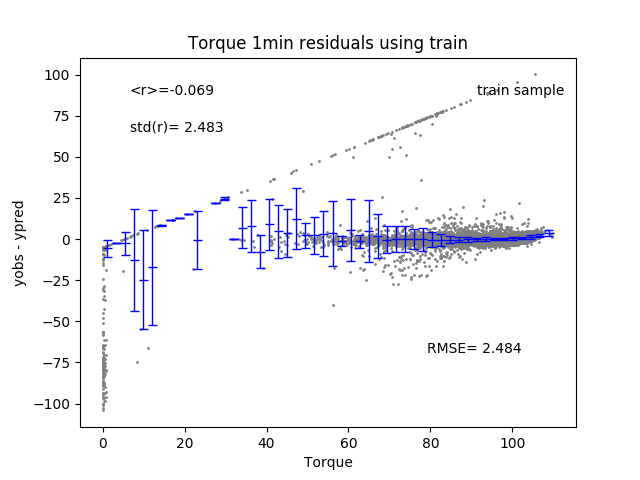 Torque 1min residuals using train
100
75
50
25
0
−25
−50
−75
−100
yobs - ypred
<r>=-0.069
train sample
std(r)= 2.483
RMSE= 2.484
0 20 40 60 80 100
Torque